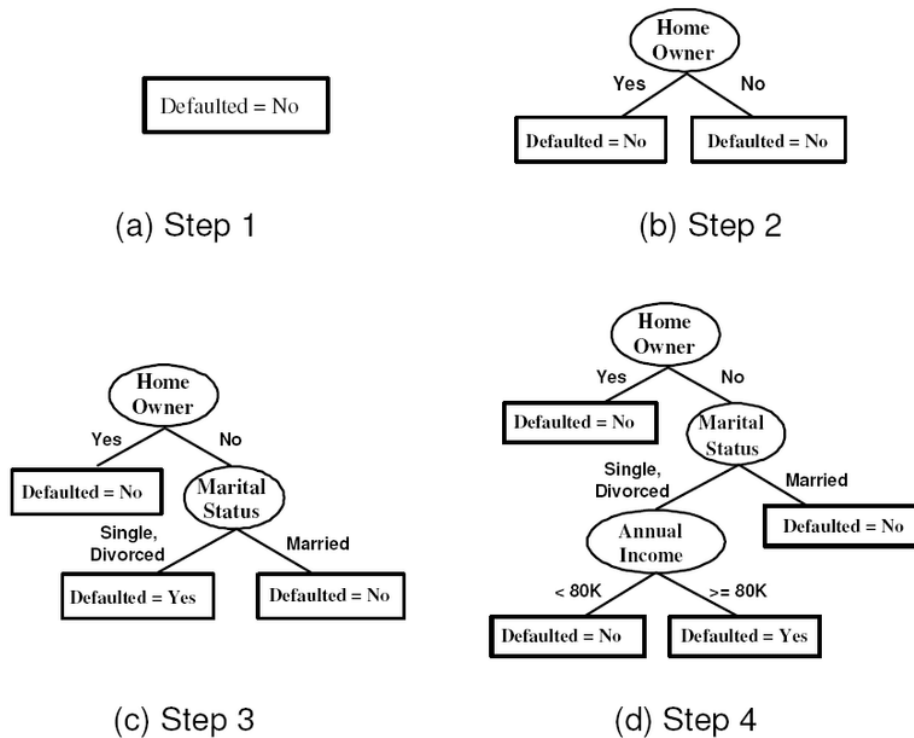 Defaulted = No
(a) Step 1
Home
Owner
Yes
No
Defaulted = No
Defaulted = No
(b) Step 2
Home
Owner
Yes
No
Defaulted = No
Marital
Status
Single,
Divorced
Married
Defaulted = Yes
Defaulted = No
(c) Step 3
Home
Owner
Yes
No
Defaulted = No
Marital
Status
Single,
Divorced
Married
Annual
Income
Defaulted = No
< 80K
>= 80K
Defaulted = No
Defaulted = Yes
(d) Step 4